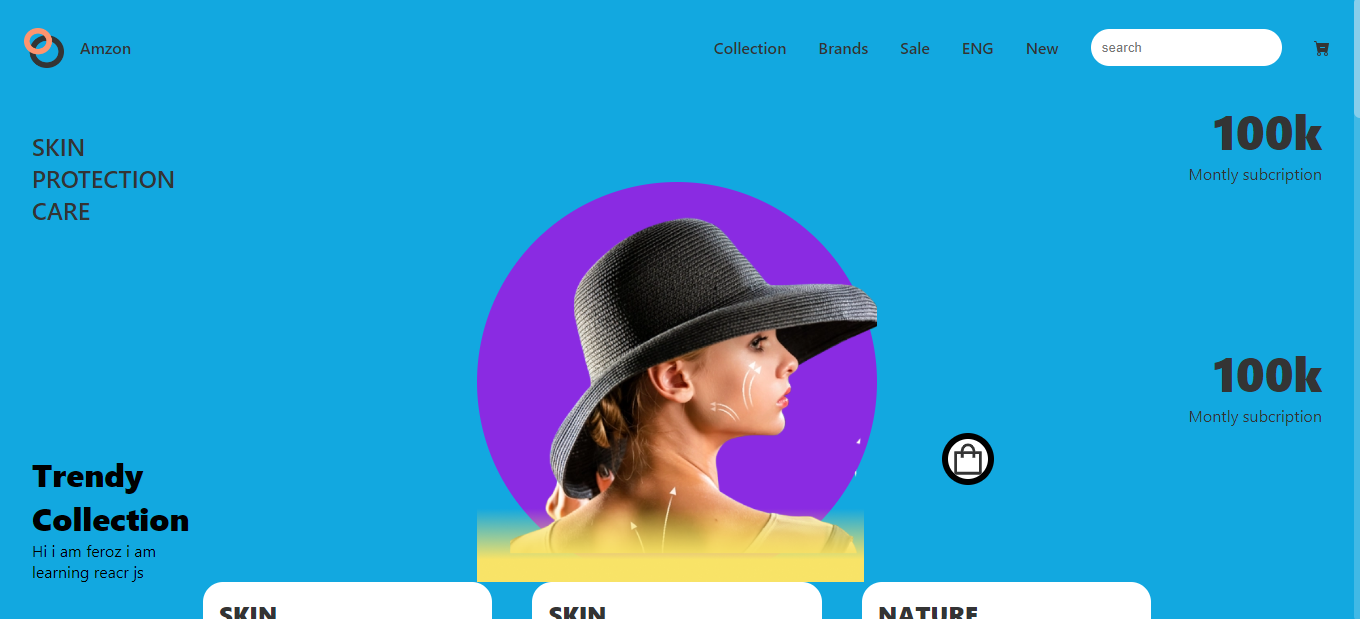 Amzon
Collection
Brands
Sale
ENG
New
search
SKIN
PROTECTION
CARE
100k
Montly subcription
100k
Montly subcription
Trendy
Collection
Hi i am feroz i am
learning reacr js
SKIN
SKIN
NATURE